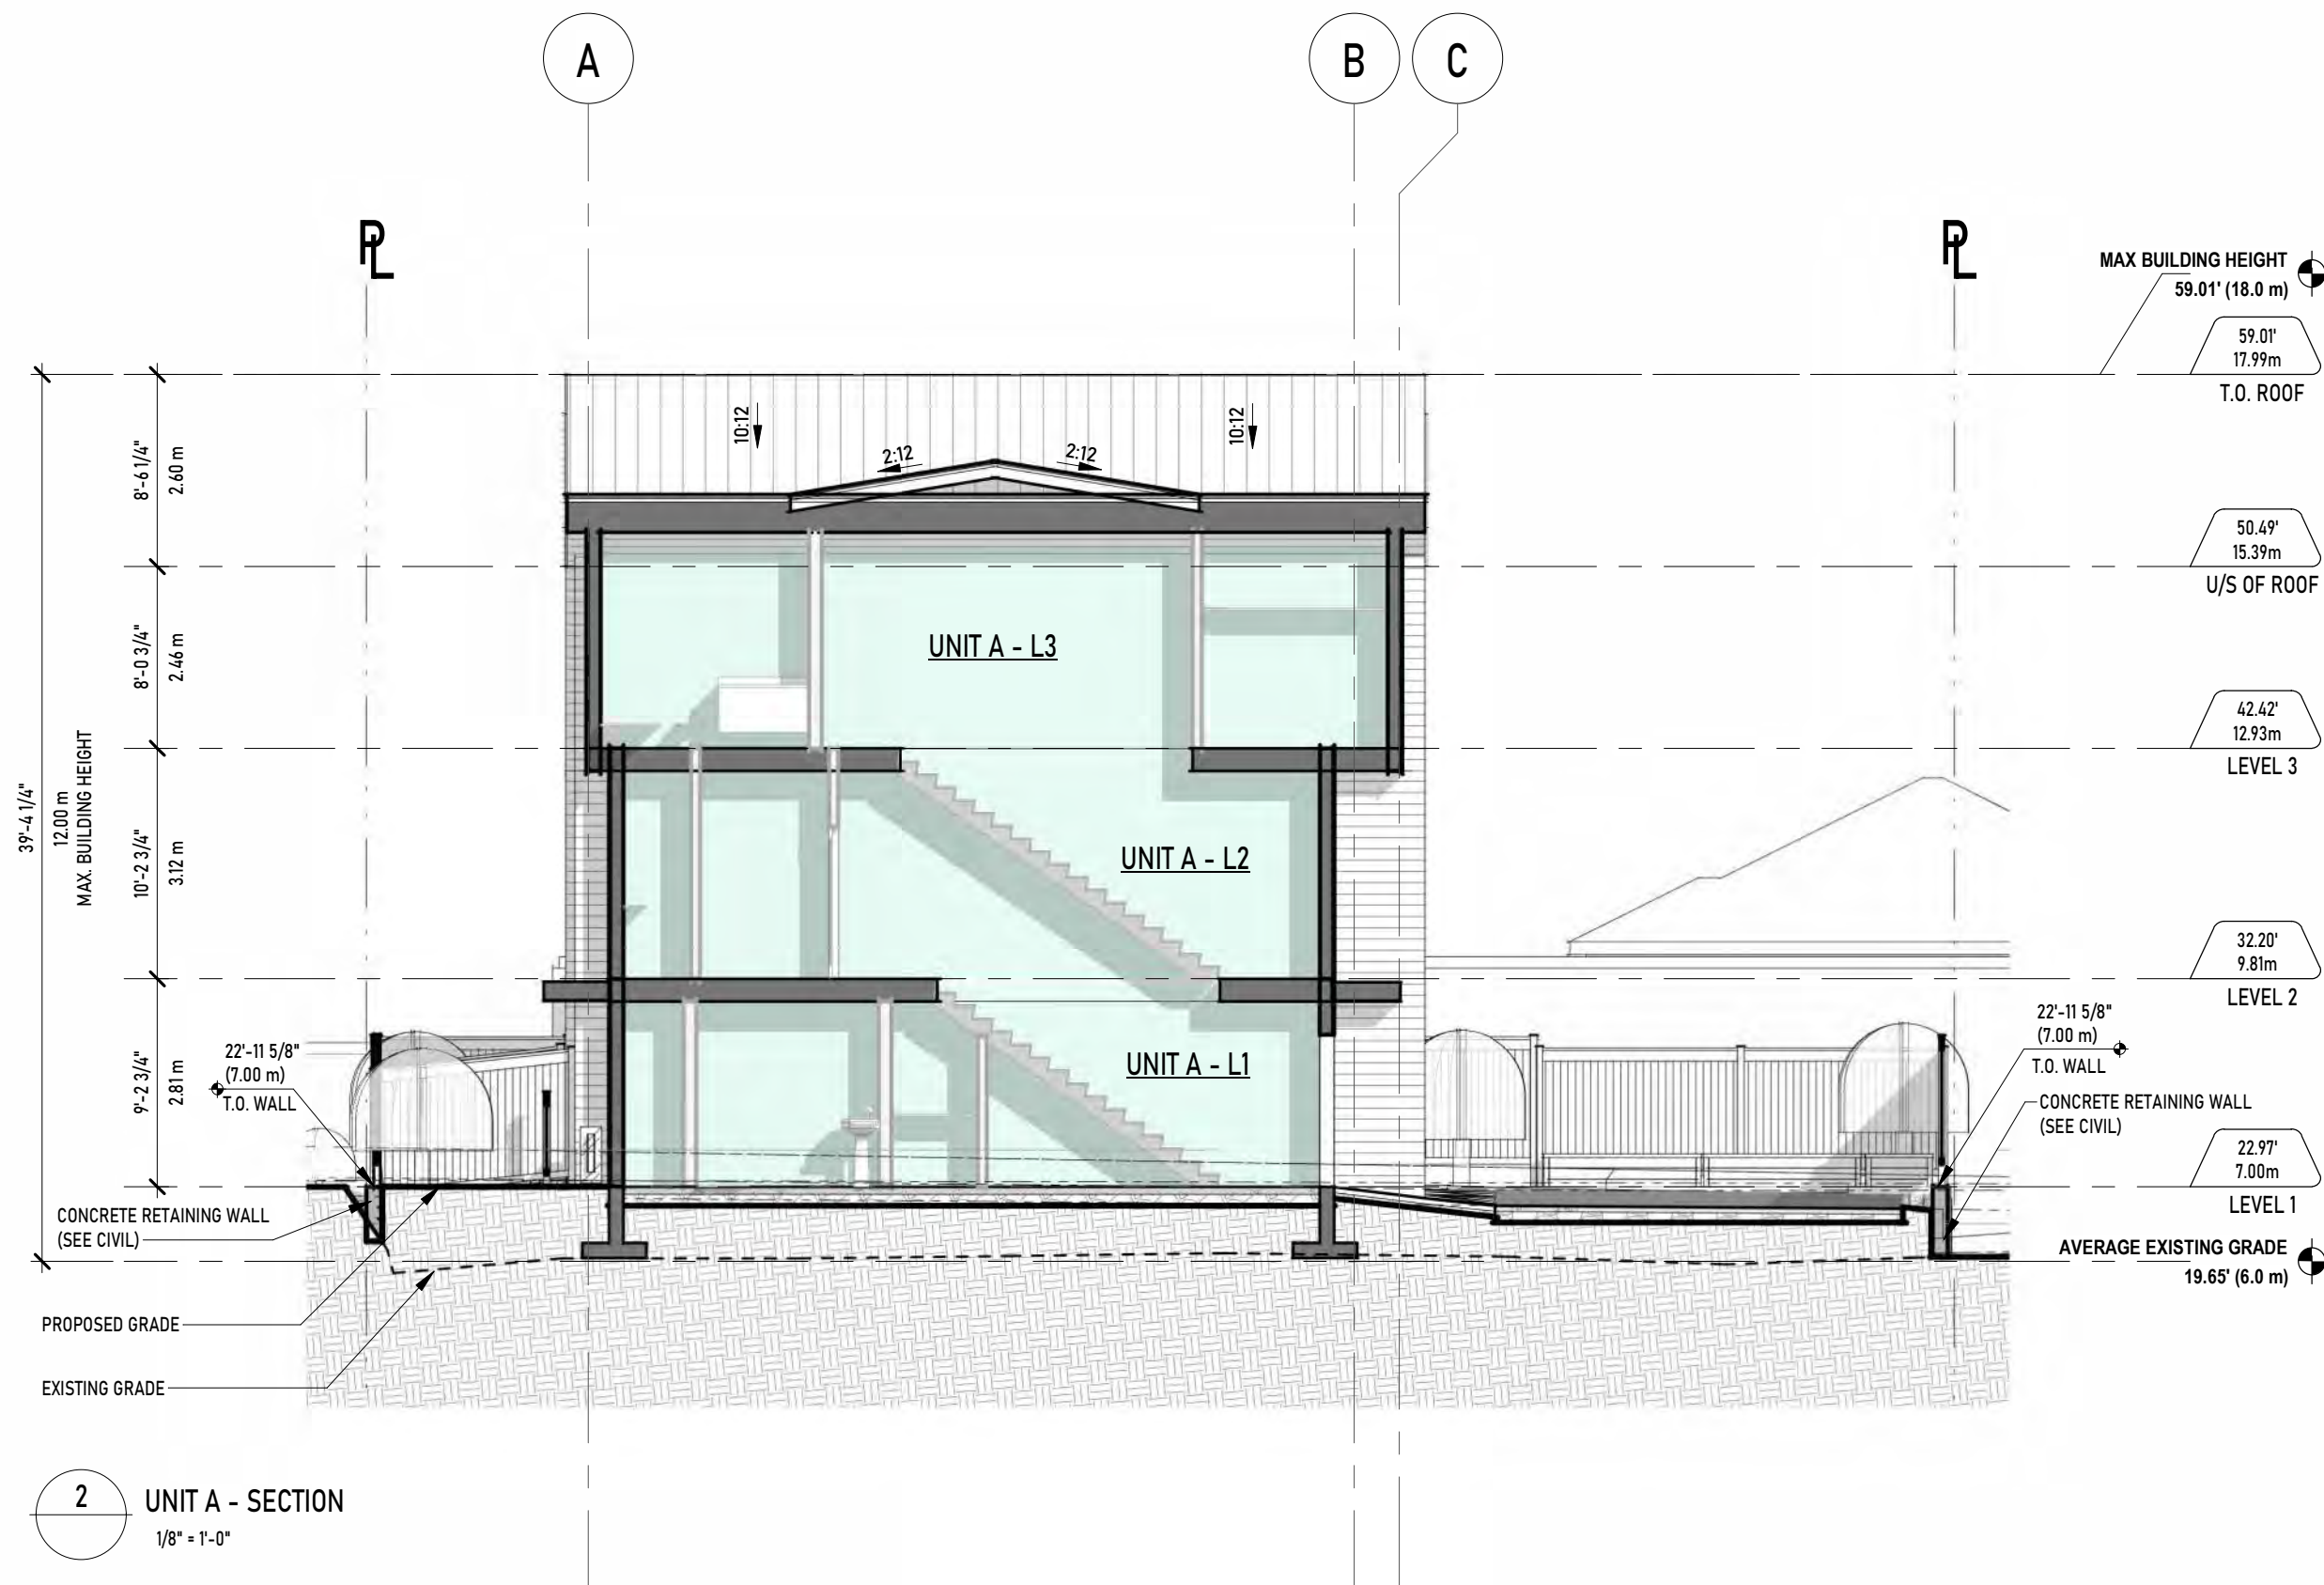 A
B
C
PL
PL
MAX BUILDING HEIGHT
59.01' (18.0 m)
59.01'
17.99m
T.O. ROOF
10:12
10:12
2:12
2:12
8'-6 1/4"
2.60 m
50.49'
15.39m
U/S OF ROOF
UNIT A - L3
8'-0 3/4"
2.46 m
42.42'
12.93m
LEVEL 3
39'-4 1/4"
12.00 m
MAX. BUILDING HEIGHT
10'-2 3/4"
3.12 m
UNIT A - L2
32.20'
9.81m
LEVEL 2
22'-11 5/8"
(7.00 m)
T.O. WALL
9'-2 3/4"
2.81 m
22'-11 5/8"
(7.00 m)
T.O. WALL
UNIT A - L1
CONCRETE RETAINING WALL
(SEE CIVIL)
22.97'
7.00m
LEVEL 1
CONCRETE RETAINING WALL
(SEE CIVIL)
AVERAGE EXISTING GRADE
19.65' (6.0 m)
PROPOSED GRADE
EXISTING GRADE
2
UNIT A - SECTION
1/8" = 1'-0"